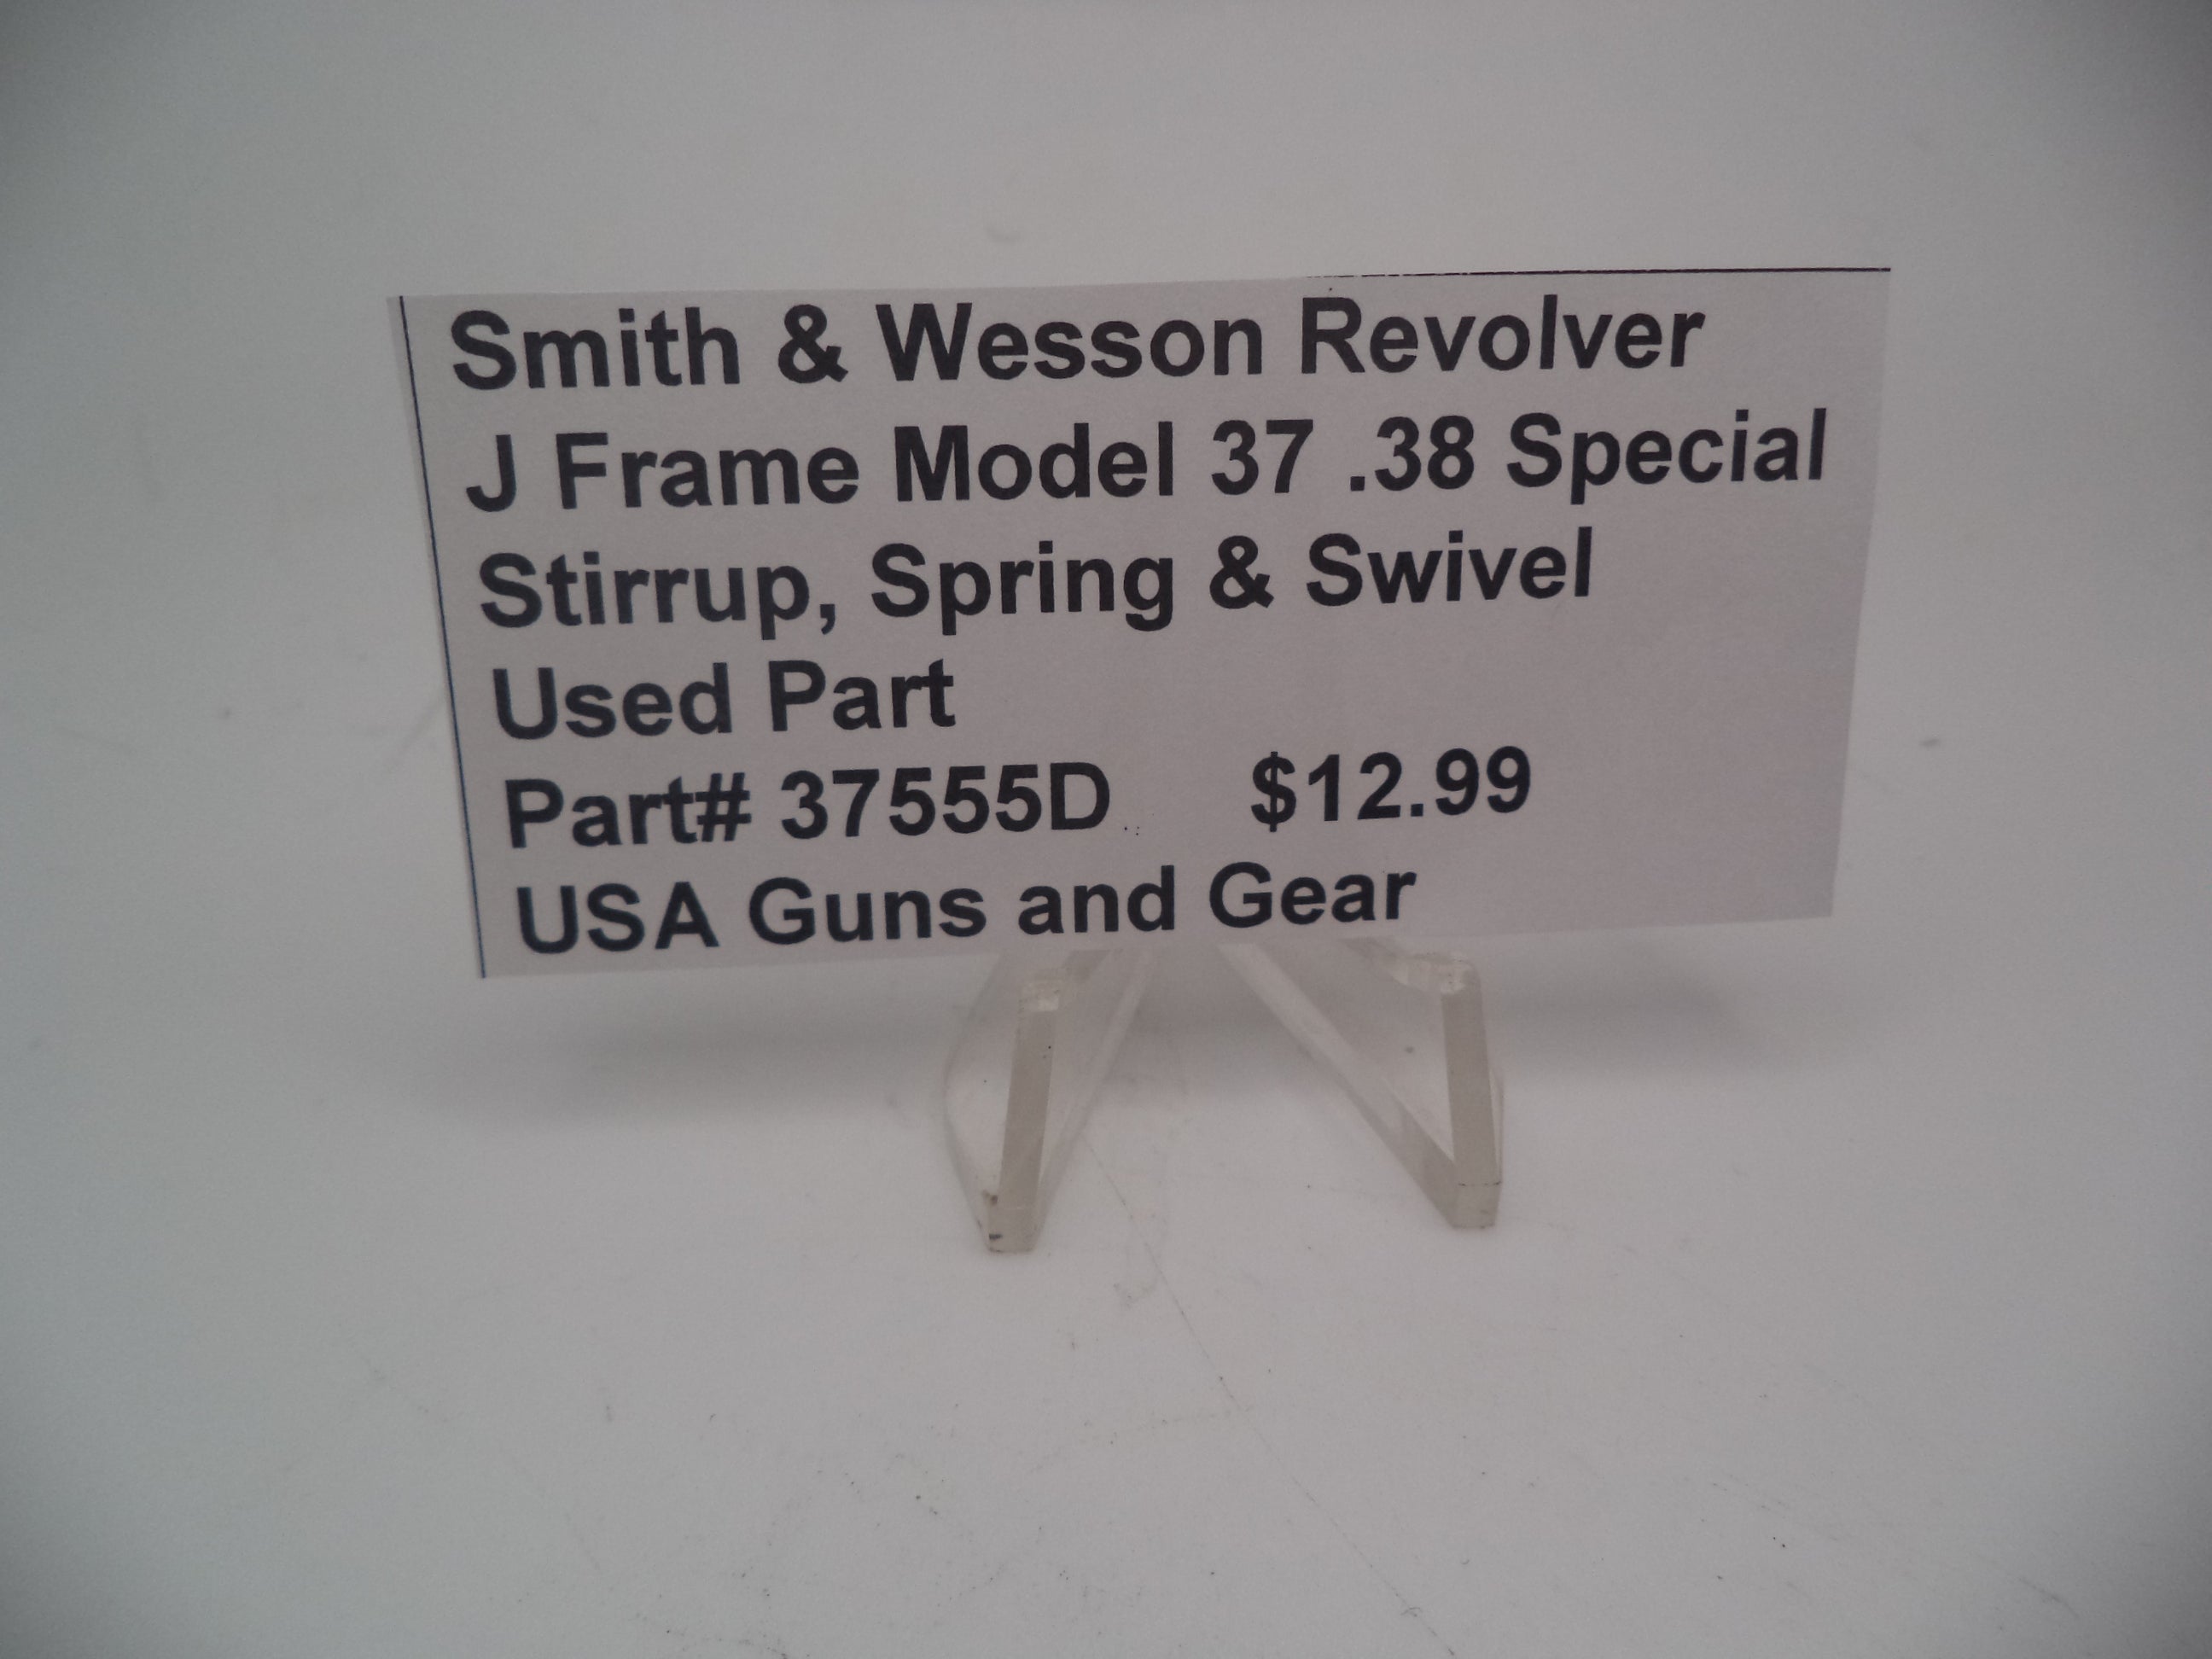 Smith & Wesson Revolver
J Frame Model 37 .38 Special
Stirrup, Spring & Swivel
Used Part
Part# 37555D $12.99
USA Guns and Gear